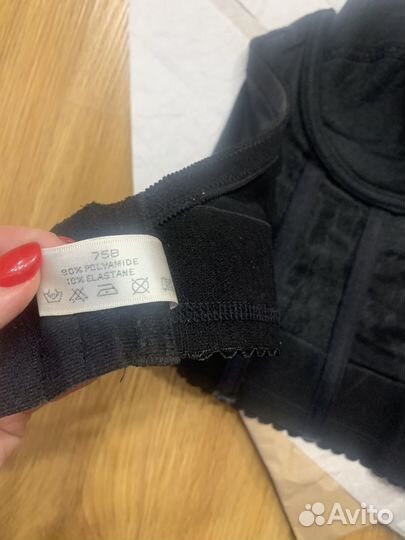 75B
90% POLYAMIDE
10% ELASTANE
Avito